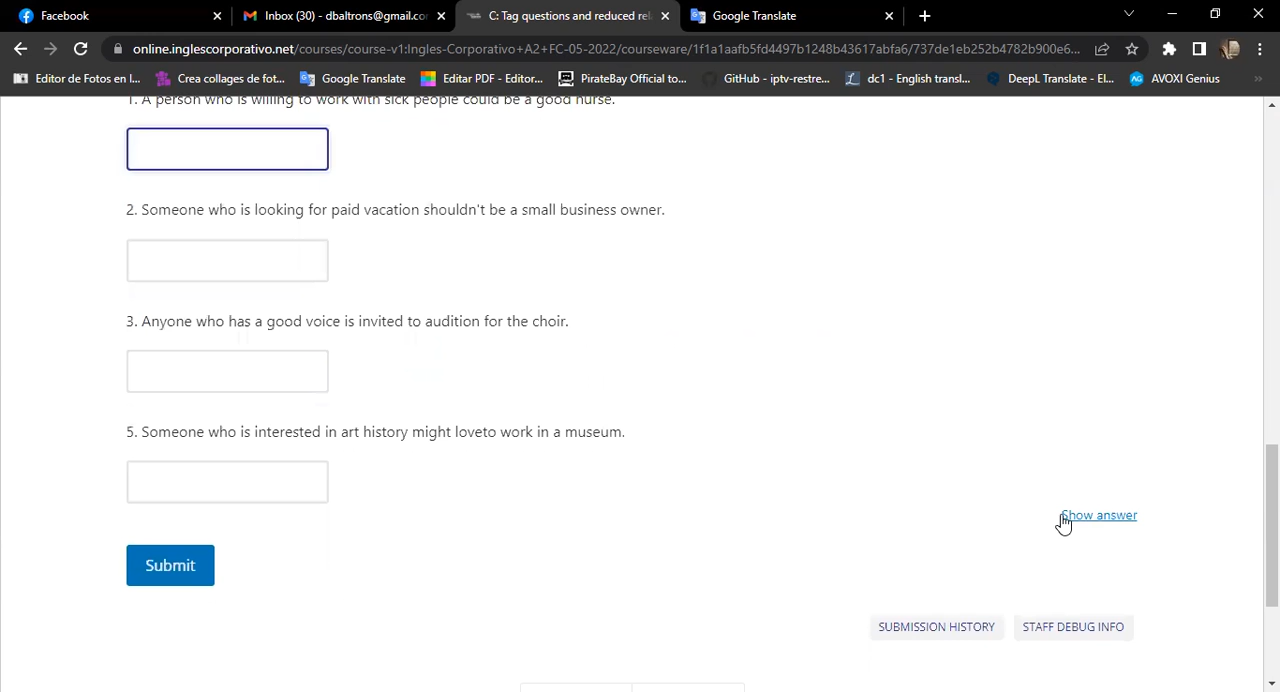 Facebook
Inbox (30) - dbaltrons@gmail.co
C: Tag questions and reduced rel
Google Translate
online.inglescorporativo.net/courses/course-v1:Ingles-Corporativo+A2+FC-05-2022/courseware/1f1a1aafb5fd4497b1248b43617abfa6/737de1eb252b4782b900e6...
Editor de Fotos en l...
Crea collages de fot...
Google Translate
Editar PDF - Editor...
PirateBay Official to...
GitHub - iptv-restre...
dc1 - English transl...
DeepL Translate - El...
AVOXI Genius
»
1. A person who is willing to work with sick people could be a good nurse.
2. Someone who is looking for paid vacation shouldn't be a small business owner.
3. Anyone who has a good voice is invited to audition for the choir.
5. Someone who is interested in art history might loveto work in a museum.
Show answer
Submit
SUBMISSION HISTORY
STAFF DEBUG INFO